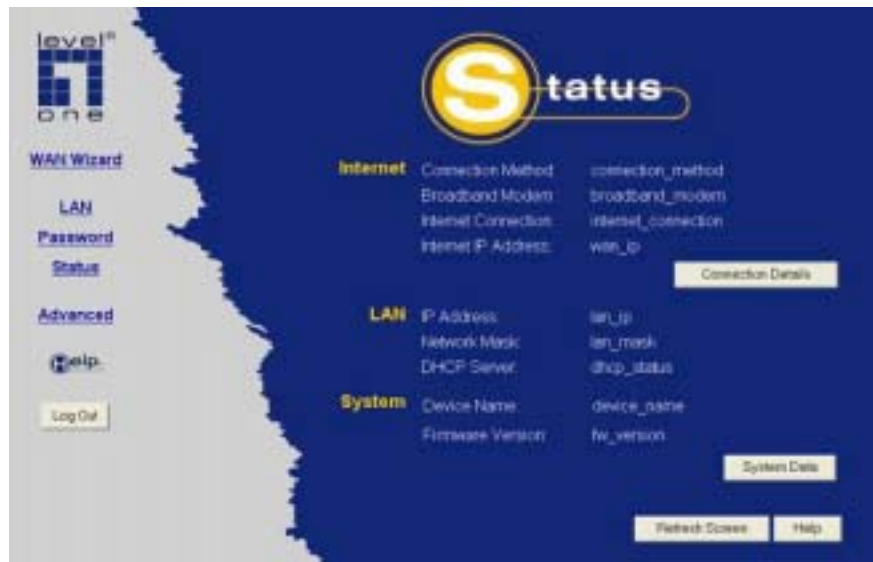 level®
one
WAN Wizard
LAN
Password
Status
Advanced
Help.
Log Out
Status
Internet
Connection Method: connection_method
Broadband Modem: broadband_modem
Internet Connection: internet_connection
Internet IP Address: wan_ip
Connection Details
LAN
IP Address: lan_ip
Network Mask: lan_mask
DHCP Server: dhcp_status
System
Device Name: device_name
Firmware Version: fw_version
System Data
Refresh Screen
Help